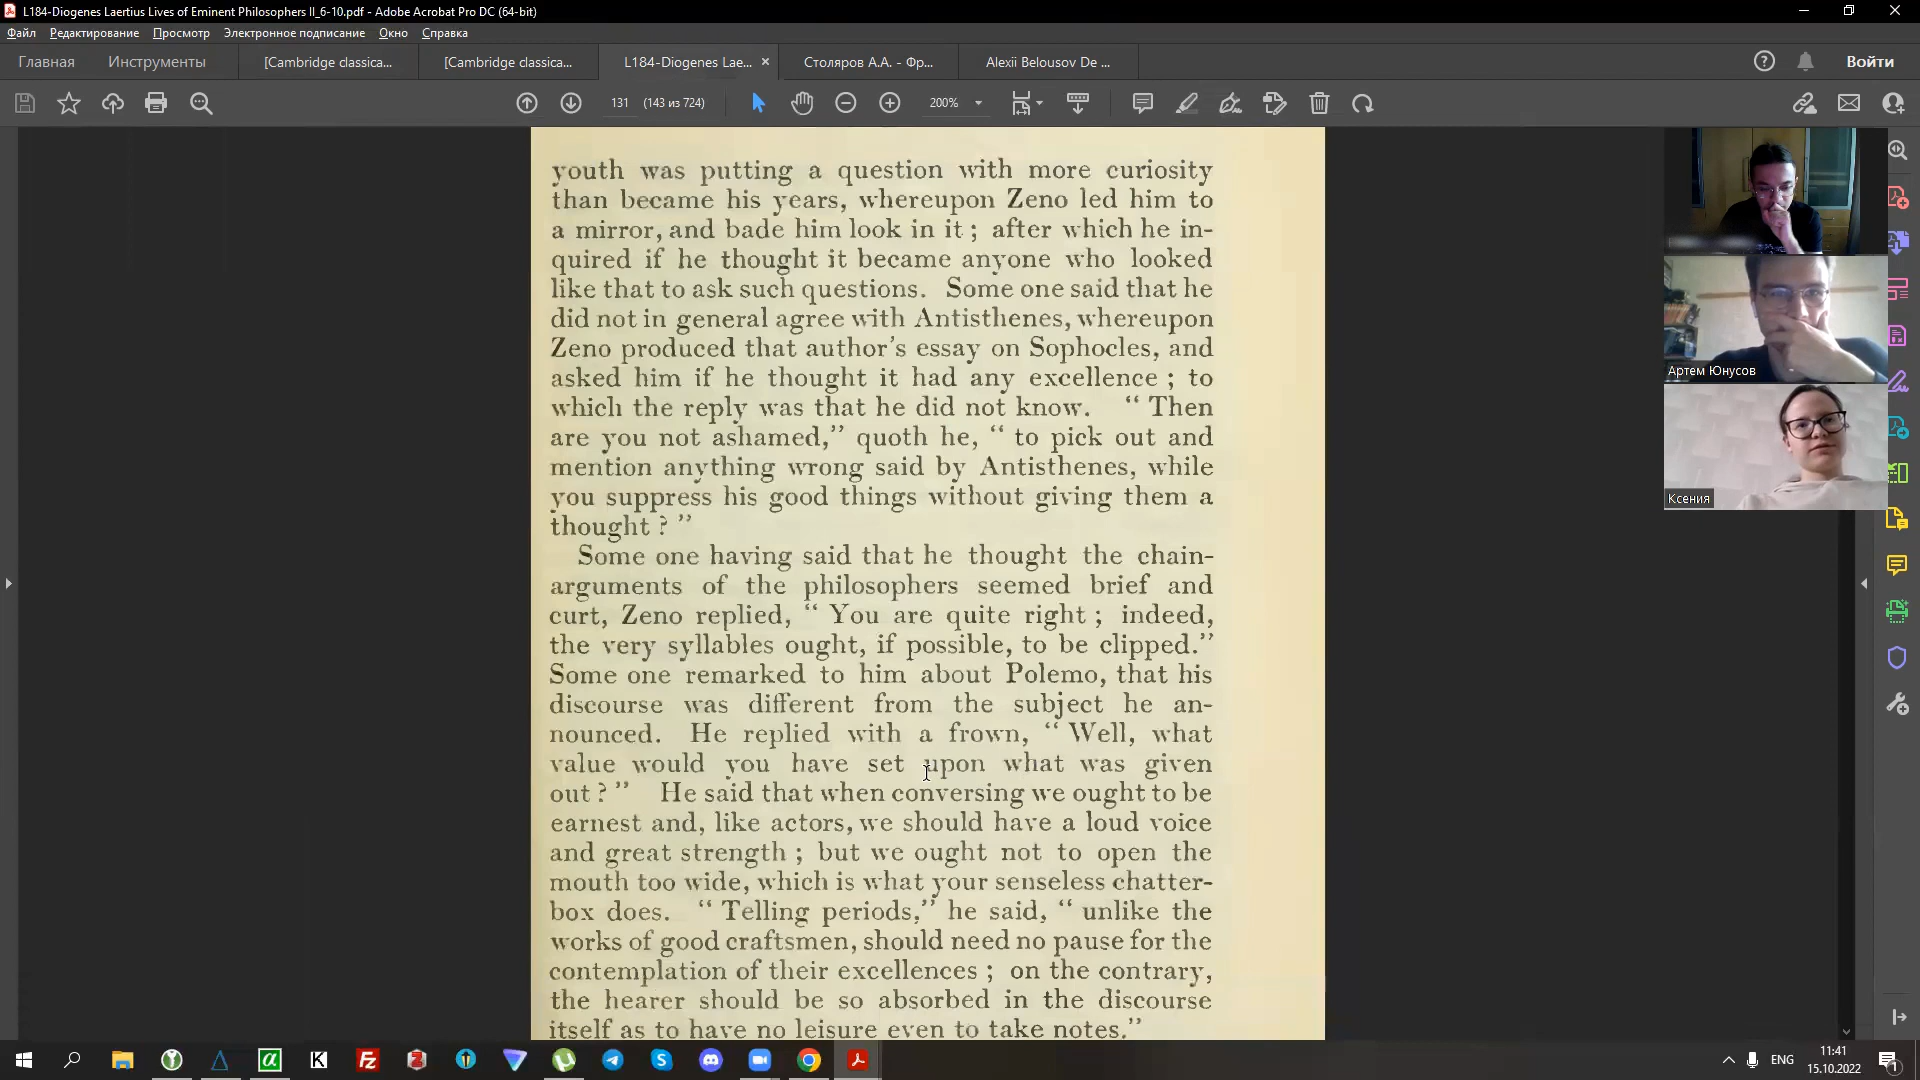 L184-Diogenes Laertius Lives of Eminent Philosophers II_6-10.pdf - Adobe Acrobat Pro DC (64-bit)
Файл Редактирование Просмотр Электронное подписание Окно Справка
Главная Инструменты [Cambridge classica... [Cambridge classica... L184-Diogenes Lae... × Столяров А.А. - Фр... Alexii Belousov De ... Войти
131 (143 из 724) 200%
youth was putting a question with more curiosity
than became his years, whereupon Zeno led him to
a mirror, and bade him look in it ; after which he in-
quired if he thought it became anyone who looked
like that to ask such questions. Some one said that he
did not in general agree with Antisthenes, whereupon
Zeno produced that author's essay on Sophocles, and
asked him if he thought it had any excellence ; to
which the reply was that he did not know. “ Then
are you not ashamed,” quoth he, “ to pick out and
mention anything wrong said by Antisthenes, while
you suppress his good things without giving them a
thought ? ”
Some one having said that he thought the chain-
arguments of the philosophers seemed brief and
curt, Zeno replied, “ You are quite right ; indeed,
the very syllables ought, if possible, to be clipped.”
Some one remarked to him about Polemo, that his
discourse was different from the subject he an-
nounced. He replied with a frown, “ Well, what
value would you have set upon what was given
out ? ” He said that when conversing we ought to be
earnest and, like actors, we should have a loud voice
and great strength ; but we ought not to open the
mouth too wide, which is what your senseless chatter-
box does. “ Telling periods,” he said, “ unlike the
works of good craftsmen, should need no pause for the
contemplation of their excellences ; on the contrary,
the hearer should be so absorbed in the discourse
itself as to have no leisure even to take notes.”
Артем Юнусов
Ксения
ENG
11:41
15.10.2022
1